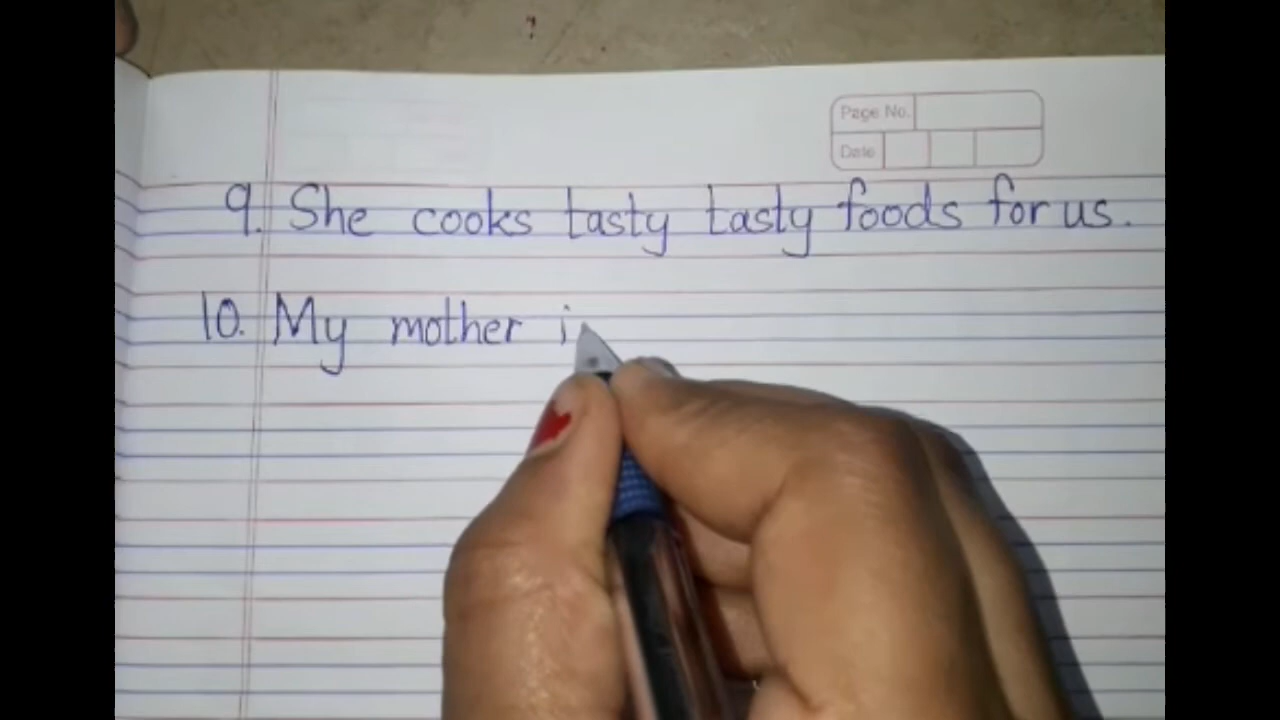 Page No.
Date
9. She cooks tasty tasty foods for us.
10. My mother i